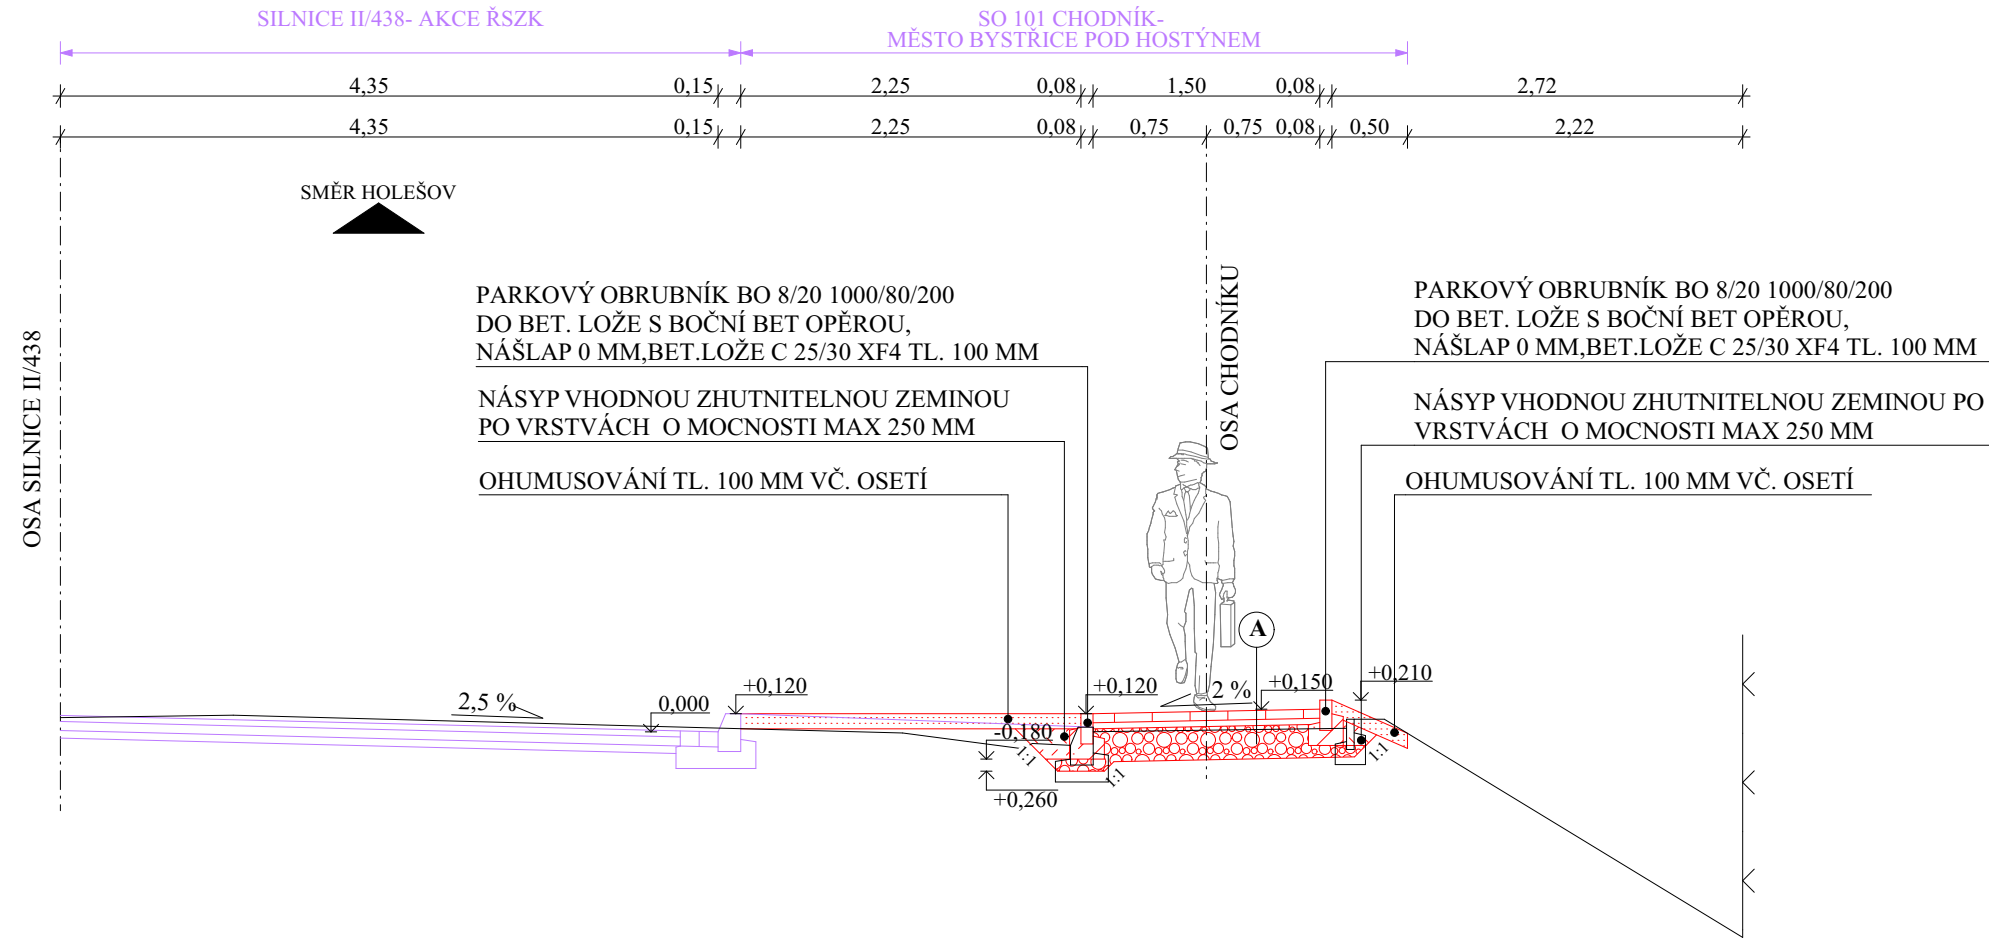 SILNICE II/438- AKCE ŘSZK
SO 101 CHODNÍK-
MĚSTO BYSTŘICE POD HOSTÝNEM
4,35 0,15 2,25 0,08 1,50 0,08 2,72
4,35 0,15 2,25 0,08 0,75 0,75 0,08 0,50 2,22
SMĚR HOLEŠOV
OSA SILNICE II/438
PARKOVÝ OBRUBNÍK BO 8/20 1000/80/200
DO BET. LOŽE S BOČNÍ BET OPĚROU,
NÁŠLAP 0 MM,BET.LOŽE C 25/30 XF4 TL. 100 MM
NÁSYP VHODNOU ZHUTNITELNOU ZEMINOU
PO VRSTVÁCH O MOCNOSTI MAX 250 MM
OHUMUSOVÁNÍ TL. 100 MM VČ. OSETÍ
OSA CHODNÍKU
PARKOVÝ OBRUBNÍK BO 8/20 1000/80/200
DO BET. LOŽE S BOČNÍ BET OPĚROU,
NÁŠLAP 0 MM,BET.LOŽE C 25/30 XF4 TL. 100 MM
NÁSYP VHODNOU ZHUTNITELNOU ZEMINOU PO
VRSTVÁCH O MOCNOSTI MAX 250 MM
OHUMUSOVÁNÍ TL. 100 MM VČ. OSETÍ
A
2,5 %
0,000
+0,120
+0,120
2 %
+0,150
+0,210
-0,180
1:1
1:1
1:1
+0,260